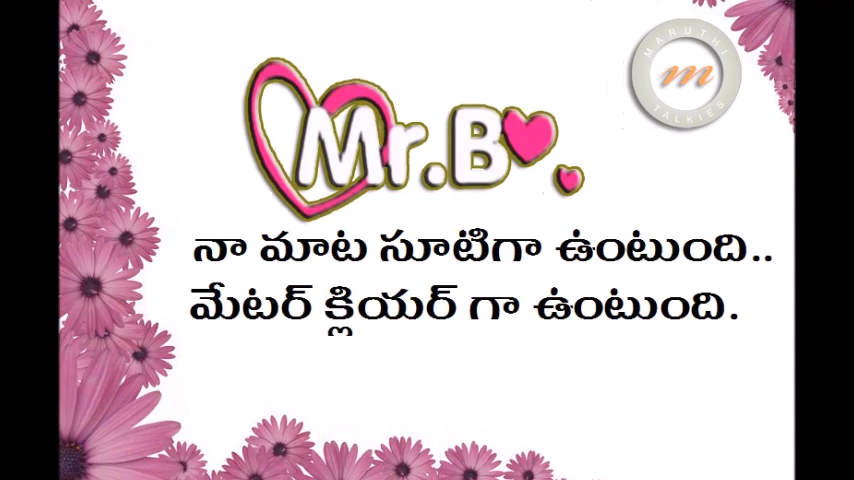 MARUTHI
m
TALKIES
Mr.B
నా మాట సూటిగా ఉంటుంది..
మేటర్ క్లియర్ గా ఉంటుంది.